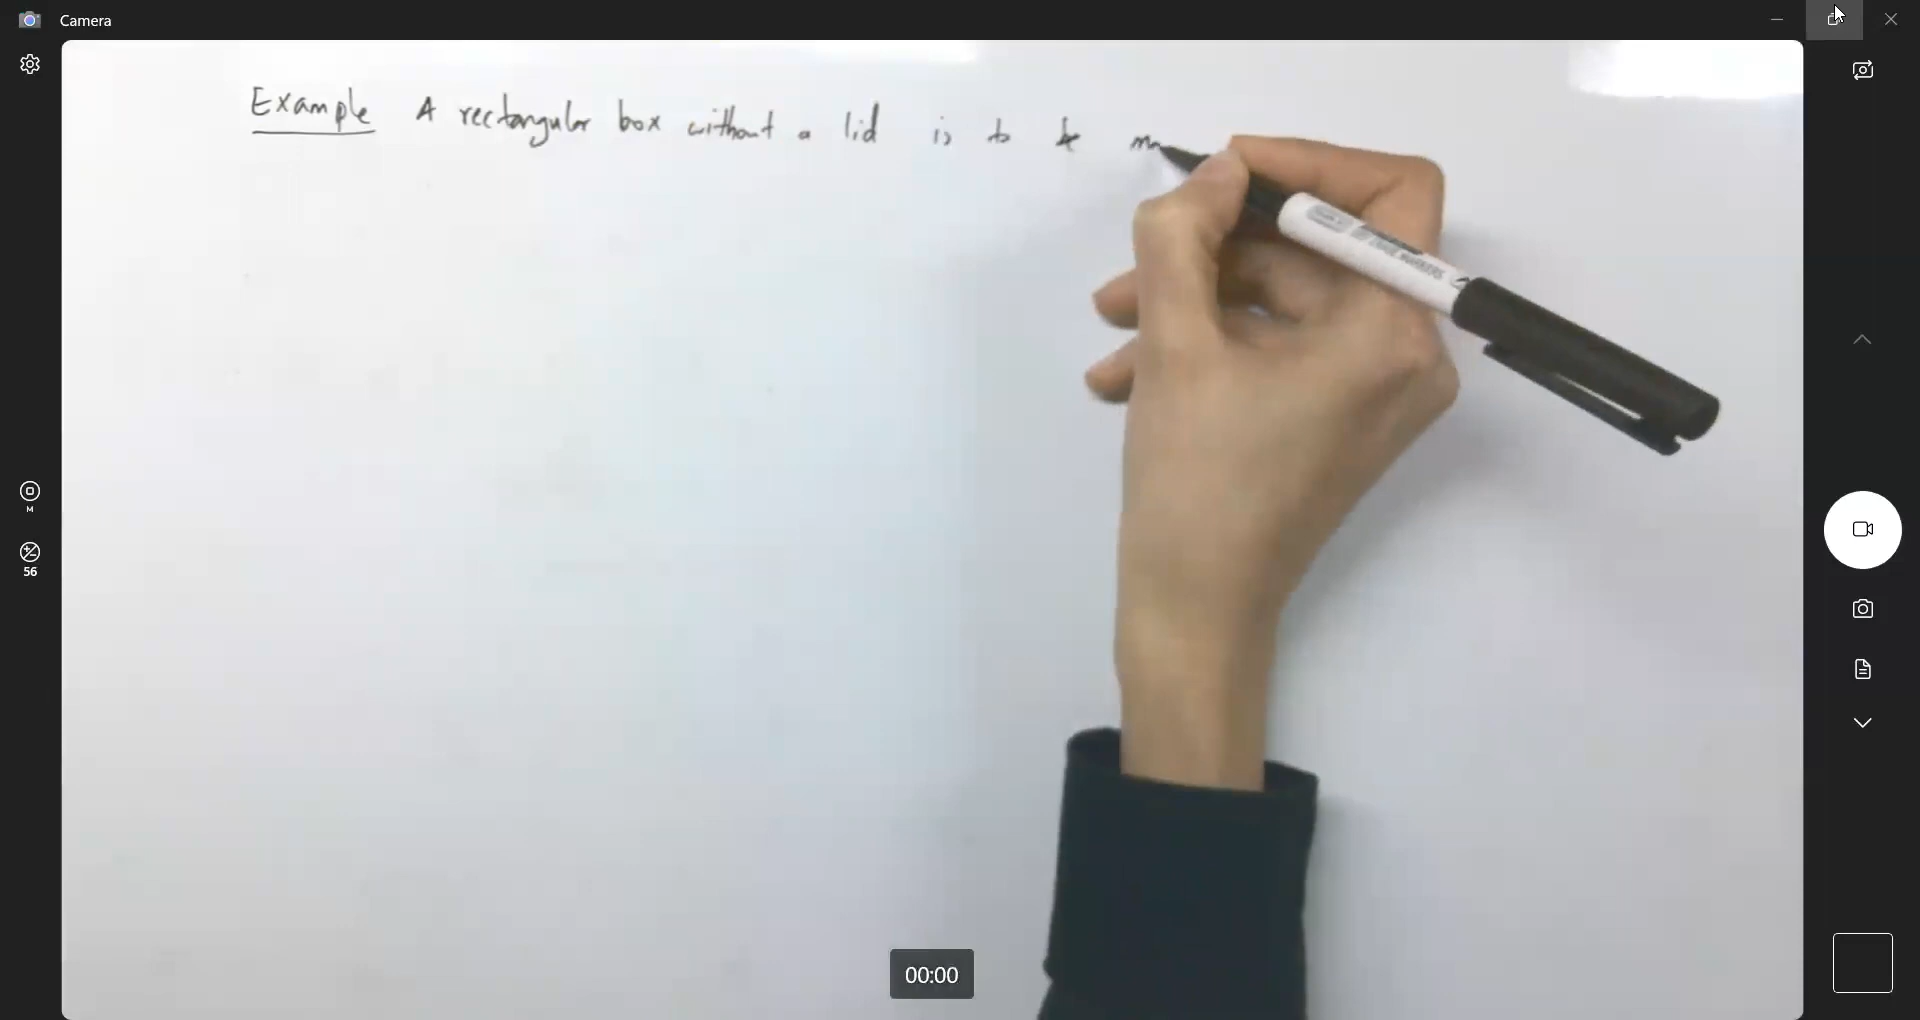 Camera
Example A rectangular box without a lid is to be
M
56
00:00